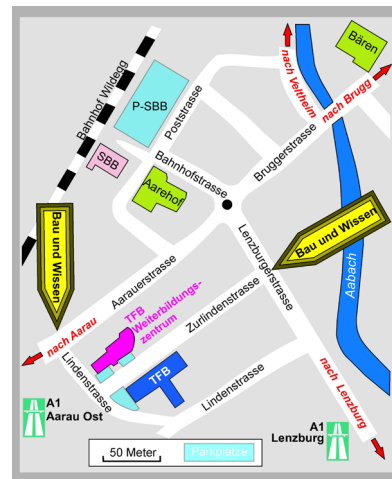 Bären
nach Veltheim
nach Brugg
Bahnhof Wildegg
P-SBB
Poststrasse
SBB
Bahnhofstrasse
Bruggerstrasse
Aarehof
Bau und Wissen
Bau und Wissen
Lenzburgerstrasse
Aabach
Aarauerstrasse
TFB
Weiterbildungs-
zentrum
Zurlindenstrasse
nach Aarau
Lindenstrasse
TFB
Lindenstrasse
nach Lenzburg
A1
Aarau Ost
A1
Lenzburg
50 Meter
Parkplätze